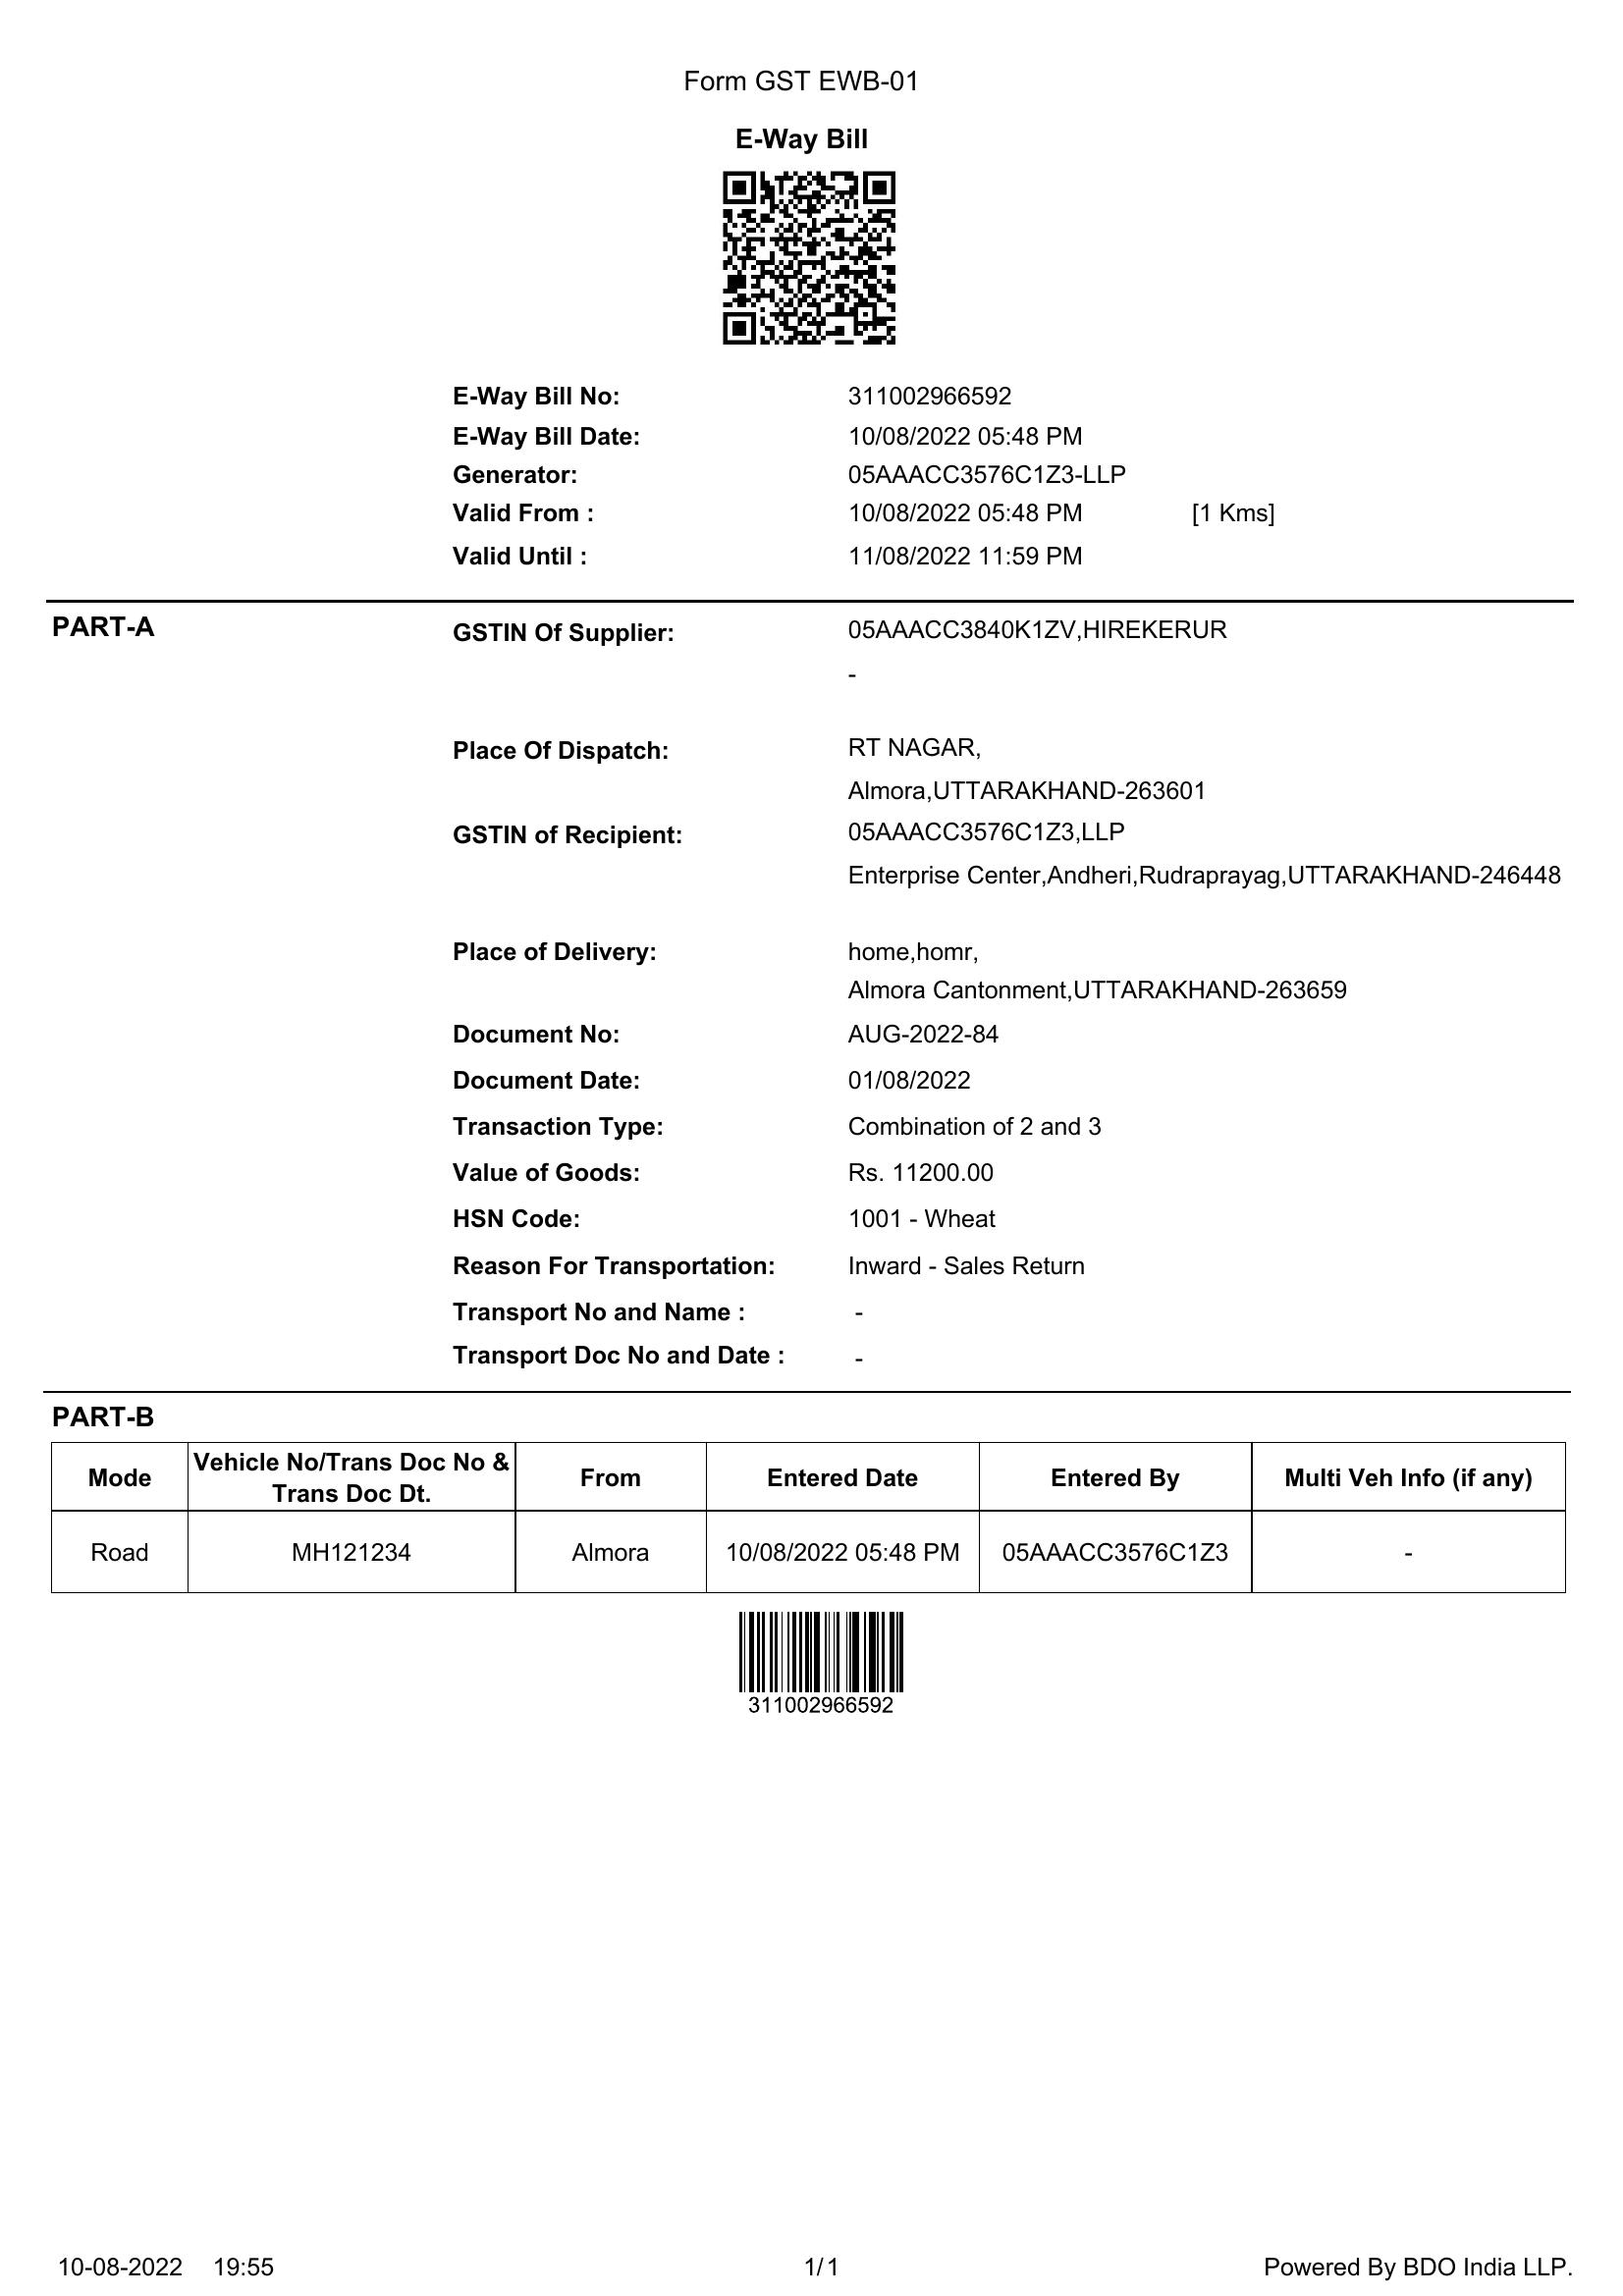 Form GST EWB-01
E-Way Bill
E-Way Bill No: 311002966592
E-Way Bill Date: 10/08/2022 05:48 PM
Generator: 05AAACC3576C1Z3-LLP
Valid From : 10/08/2022 05:48 PM [1 Kms]
Valid Until : 11/08/2022 11:59 PM
PART-A
GSTIN Of Supplier: 05AAACC3840K1ZV,HIREKERUR
-
Place Of Dispatch: RT NAGAR,
Almora,UTTARAKHAND-263601
GSTIN of Recipient: 05AAACC3576C1Z3,LLP
Enterprise Center,Andheri,Rudraprayag,UTTARAKHAND-246448
Place of Delivery: home,homr,
Almora Cantonment,UTTARAKHAND-263659
Document No: AUG-2022-84
Document Date: 01/08/2022
Transaction Type: Combination of 2 and 3
Value of Goods: Rs. 11200.00
HSN Code: 1001 - Wheat
Reason For Transportation: Inward - Sales Return
Transport No and Name : -
Transport Doc No and Date : -
PART-B
Mode Vehicle No/Trans Doc No & Trans Doc Dt. From Entered Date Entered By Multi Veh Info (if any)
Road MH121234 Almora 10/08/2022 05:48 PM 05AAACC3576C1Z3 -
311002966592
10-08-2022 19:55 1/1 Powered By BDO India LLP.